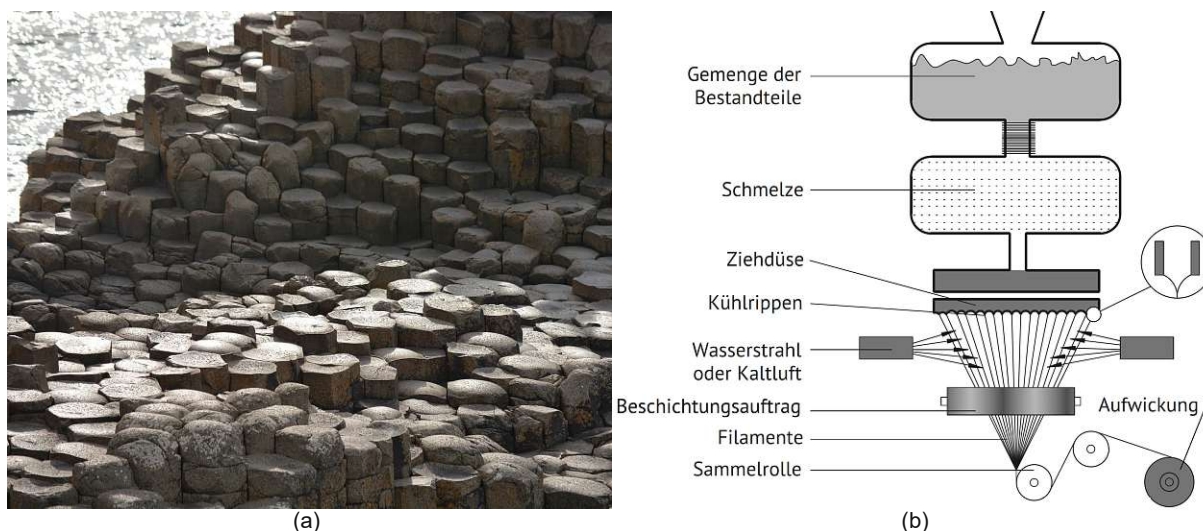 Gemenge der
Bestandteile
Schmelze
Ziehdüse
Kühlrippen
Wasserstrahl
oder Kaltluft
Beschichtungsauftrag
Aufwickung
Filamente
Sammelrolle
(a)
(b)